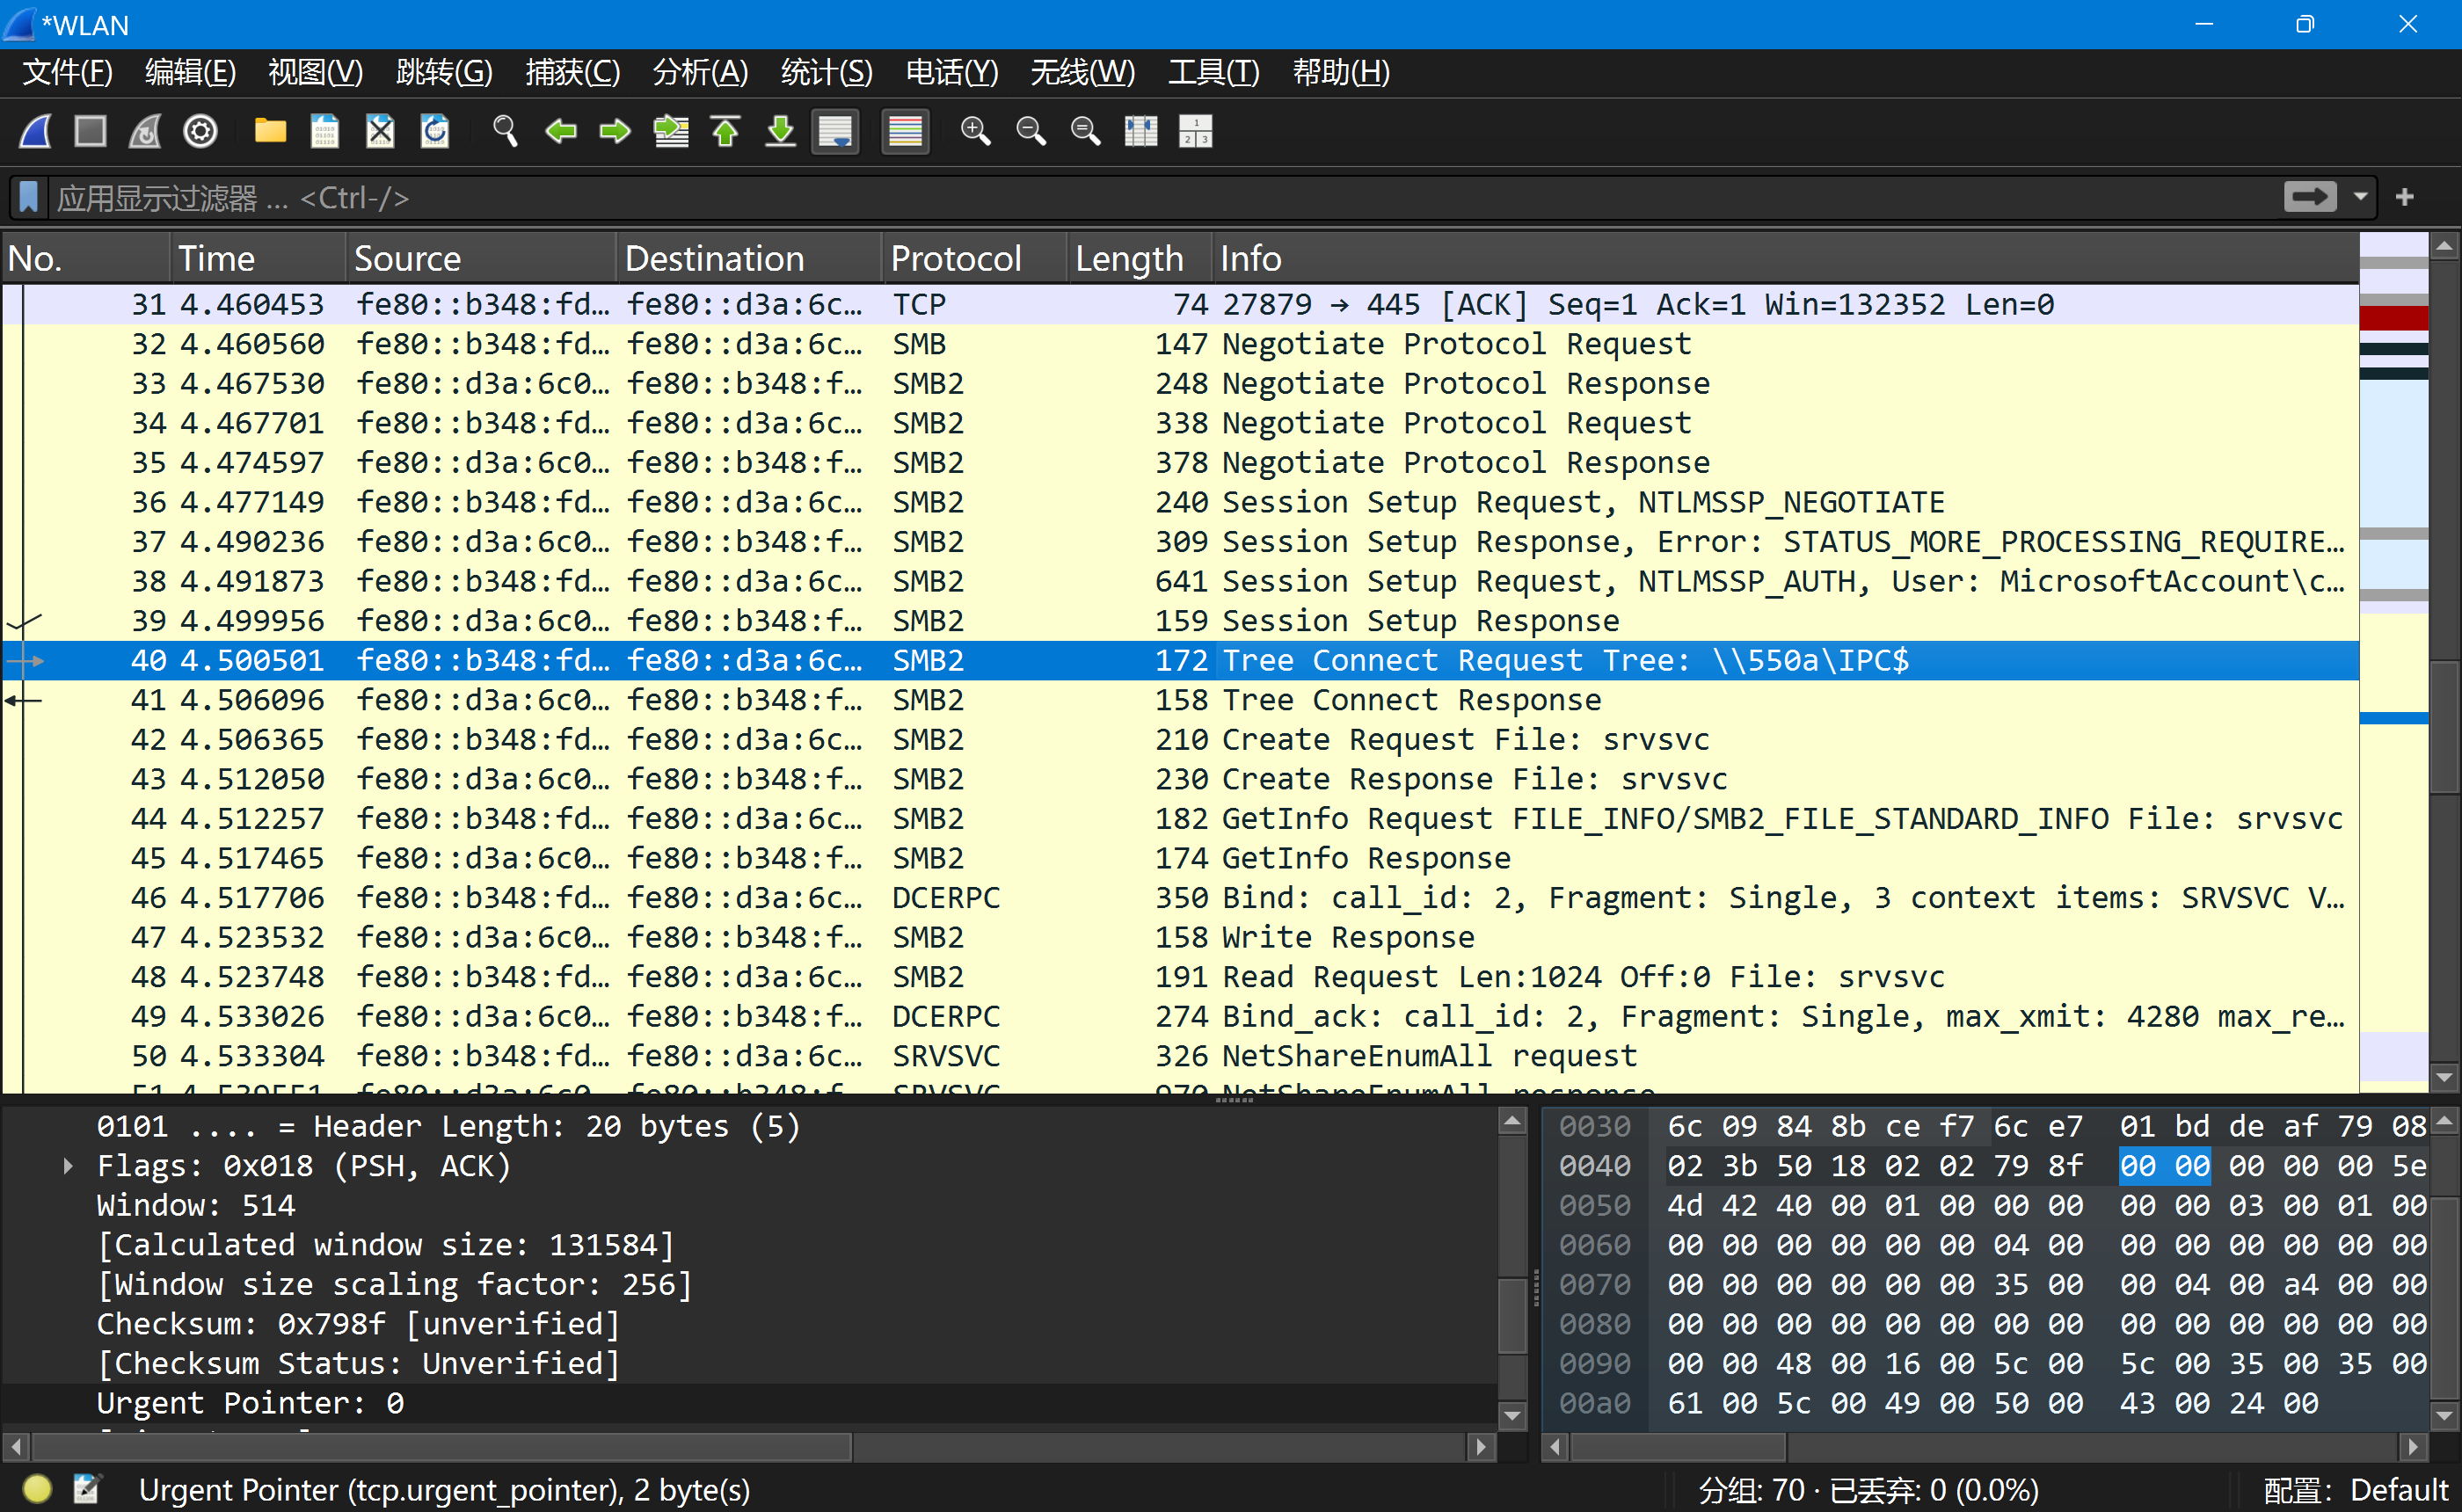 *WLAN
文件(F) 编辑(E) 视图(V) 跳转(G) 捕获(C) 分析(A) 统计(S) 电话(Y) 无线(W) 工具(T) 帮助(H)
应用显示过滤器 … <Ctrl-/>
No. Time Source Destination Protocol Length Info
31 4.460453 fe80::b348:fd… fe80::d3a:6c… TCP 74 27879 → 445 [ACK] Seq=1 Ack=1 Win=132352 Len=0
32 4.460560 fe80::b348:fd… fe80::d3a:6c… SMB 147 Negotiate Protocol Request
33 4.467530 fe80::d3a:6c0… fe80::b348:f… SMB2 248 Negotiate Protocol Response
34 4.467701 fe80::b348:fd… fe80::d3a:6c… SMB2 338 Negotiate Protocol Request
35 4.474597 fe80::d3a:6c0… fe80::b348:f… SMB2 378 Negotiate Protocol Response
36 4.477149 fe80::b348:fd… fe80::d3a:6c… SMB2 240 Session Setup Request, NTLMSSP_NEGOTIATE
37 4.490236 fe80::d3a:6c0… fe80::b348:f… SMB2 309 Session Setup Response, Error: STATUS_MORE_PROCESSING_REQUIRE…
38 4.491873 fe80::b348:fd… fe80::d3a:6c… SMB2 641 Session Setup Request, NTLMSSP_AUTH, User: MicrosoftAccount\c…
39 4.499956 fe80::d3a:6c0… fe80::b348:f… SMB2 159 Session Setup Response
40 4.500501 fe80::b348:fd… fe80::d3a:6c… SMB2 172 Tree Connect Request Tree: \\550a\IPC$
41 4.506096 fe80::d3a:6c0… fe80::b348:f… SMB2 158 Tree Connect Response
42 4.506365 fe80::b348:fd… fe80::d3a:6c… SMB2 210 Create Request File: srvsvc
43 4.512050 fe80::d3a:6c0… fe80::b348:f… SMB2 230 Create Response File: srvsvc
44 4.512257 fe80::b348:fd… fe80::d3a:6c… SMB2 182 GetInfo Request FILE_INFO/SMB2_FILE_STANDARD_INFO File: srvsvc
45 4.517465 fe80::d3a:6c0… fe80::b348:f… SMB2 174 GetInfo Response
46 4.517706 fe80::b348:fd… fe80::d3a:6c… DCERPC 350 Bind: call_id: 2, Fragment: Single, 3 context items: SRVSVC V…
47 4.523532 fe80::d3a:6c0… fe80::b348:f… SMB2 158 Write Response
48 4.523748 fe80::b348:fd… fe80::d3a:6c… SMB2 191 Read Request Len:1024 Off:0 File: srvsvc
49 4.533026 fe80::d3a:6c0… fe80::b348:f… DCERPC 274 Bind_ack: call_id: 2, Fragment: Single, max_xmit: 4280 max_re…
50 4.533304 fe80::b348:fd… fe80::d3a:6c… SRVSVC 326 NetShareEnumAll request
51 4.539551 fe80::d3a:6c0… fe80::b348:f… SRVSVC 970 NetShareEnumAll response
0101 .... = Header Length: 20 bytes (5)
Flags: 0x018 (PSH, ACK)
Window: 514
[Calculated window size: 131584]
[Window size scaling factor: 256]
Checksum: 0x798f [unverified]
[Checksum Status: Unverified]
Urgent Pointer: 0
0030 6c 09 84 8b ce f7 6c e7 01 bd de af 79 08
0040 02 3b 50 18 02 02 79 8f 00 00 00 00 00 5e
0050 4d 42 40 00 01 00 00 00 00 00 03 00 01 00
0060 00 00 00 00 00 00 04 00 00 00 00 00 00 00
0070 00 00 00 00 00 00 35 00 00 04 00 a4 00 00
0080 00 00 00 00 00 00 00 00 00 00 00 00 00 00
0090 00 00 48 00 16 00 5c 00 5c 00 35 00 35 00
00a0 61 00 5c 00 49 00 50 00 43 00 24 00
Urgent Pointer (tcp.urgent_pointer), 2 byte(s) 分组: 70 · 已丢弃: 0 (0.0%) 配置: Default